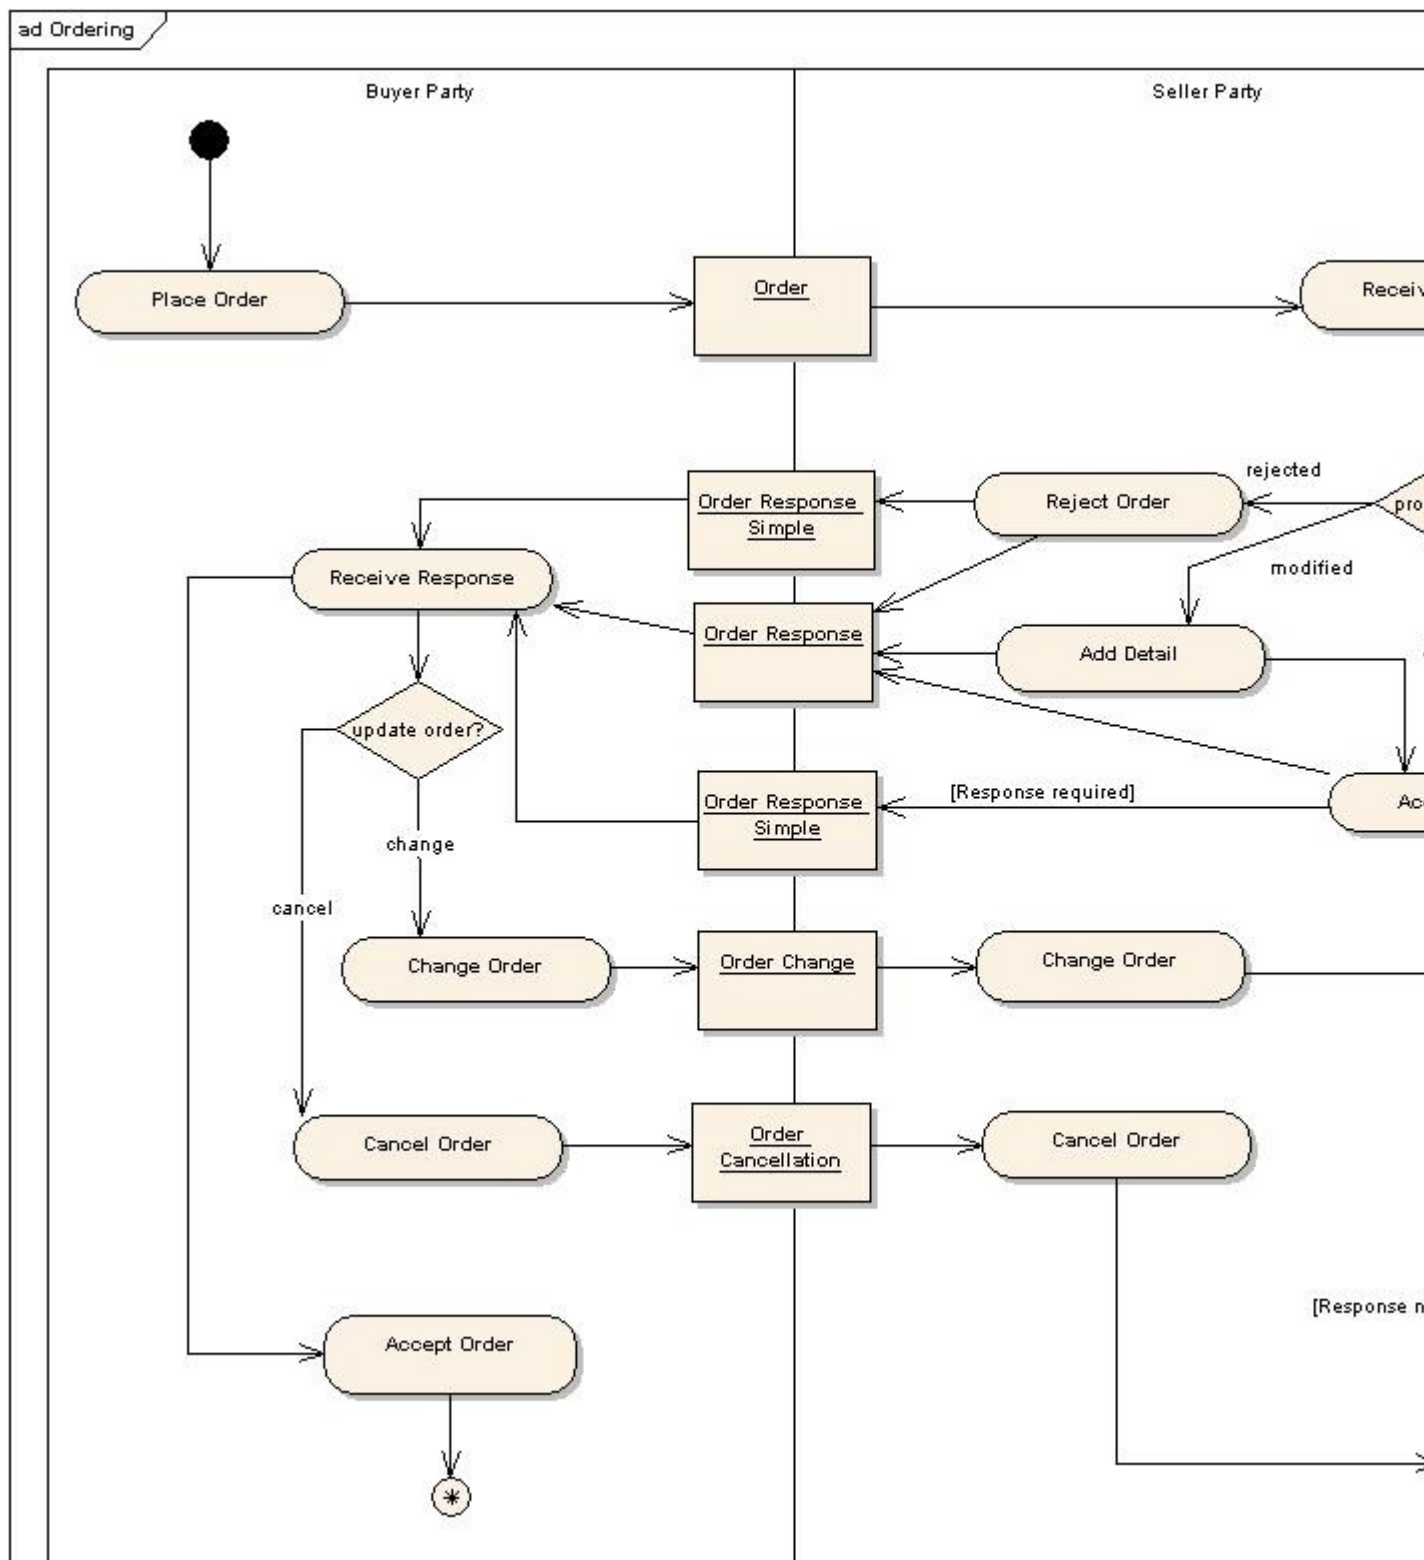 ad Ordering
Buyer Party
Seller Party
Place Order
Order
Order Response
Simple
Reject Order
rejected
Receive Response
modified
Order Response
Add Detail
update order?
Order Response
Simple
[Response required]
change
cancel
Change Order
Order Change
Change Order
Cancel Order
Order
Cancellation
Cancel Order
[Response
Accept Order